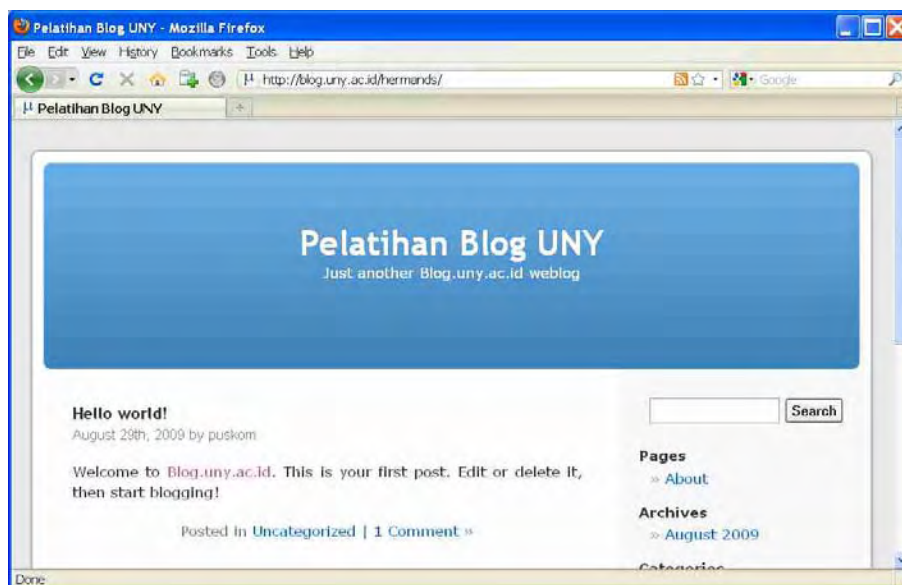 Pelatihan Blog UNY - Mozilla Firefox
File Edit View History Bookmarks Tools Help
µ http://blog.uny.ac.id/hermands/
Google
µ Pelatihan Blog UNY
Pelatihan Blog UNY
Just another Blog.uny.ac.id weblog
Hello world!
August 29th, 2009 by puskom
Welcome to Blog.uny.ac.id. This is your first post. Edit or delete it,
then start blogging!
Posted in Uncategorized | 1 Comment »
Search
Pages
» About
Archives
» August 2009
Categories
Done